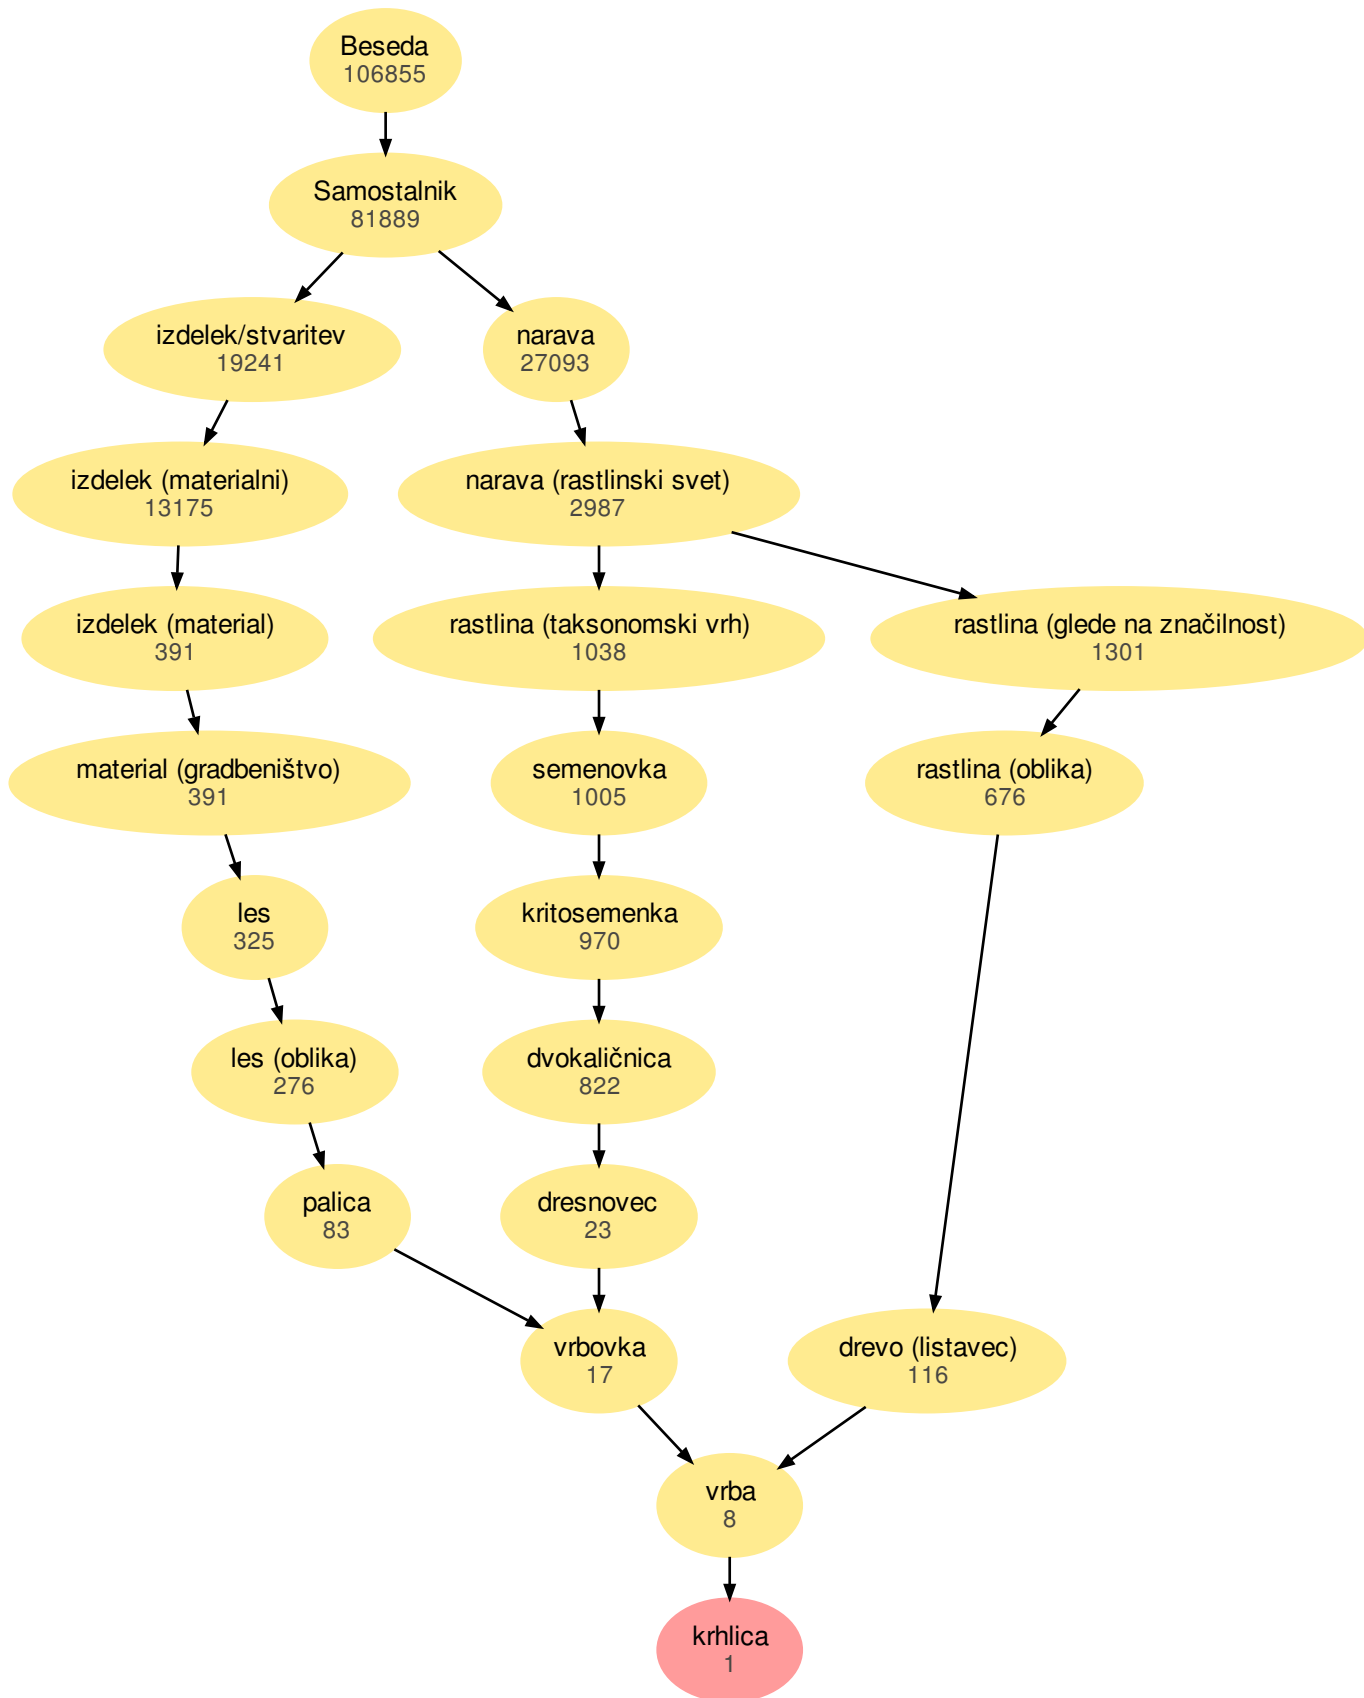 Beseda
106855
Samostalnik
81889
izdelek/stvaritev
19241
narava
27093
izdelek (materialni)
13175
narava (rastlinski svet)
2987
izdelek (material)
391
rastlina (taksonomski vrh)
1038
rastlina (glede na značilnost)
1301
material (gradbeništvo)
391
semenovka
1005
rastlina (oblika)
676
les
325
kritosemenka
970
les (oblika)
276
dvokaličnica
822
palica
83
dresnovec
23
vrbovka
17
drevo (listavec)
116
vrba
8
krhlica
1